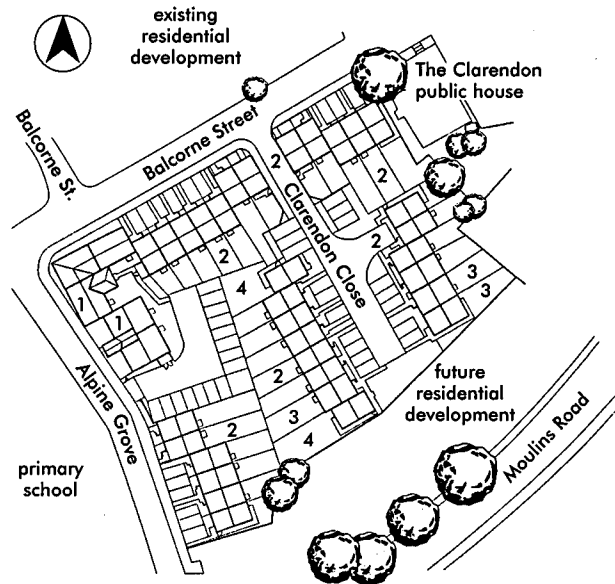 existing
residential
development
The Clarendon
public house
Balcorne St.
Balcorne Street
2
2
Clarendon Close
2
2
4
3
3
1
1
Alpine Grove
2
2
3
4
future
residential
development
Moulins Road
primary
school